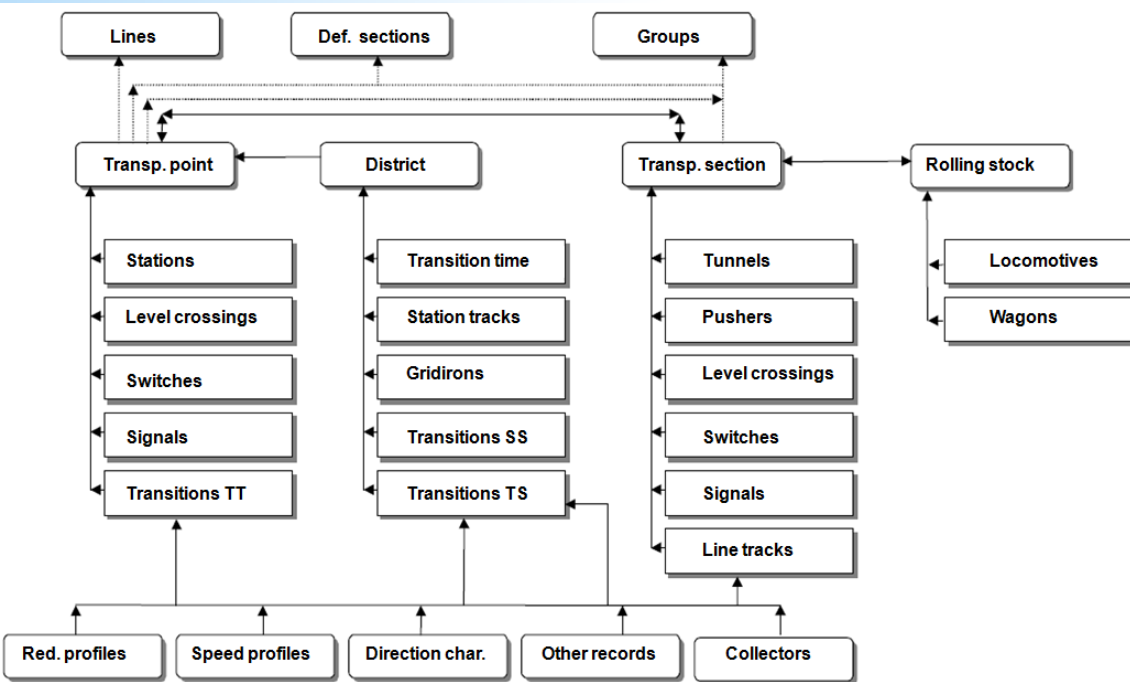 Lines
Def. sections
Groups
Transp. point
District
Transp. section
Rolling stock
Stations
Transition time
Tunnels
Locomotives
Level crossings
Station tracks
Pushers
Wagons
Switches
Gridirons
Level crossings
Signals
Transitions SS
Switches
Transitions TT
Transitions TS
Signals
Line tracks
Red. profiles
Speed profiles
Direction char.
Other records
Collectors